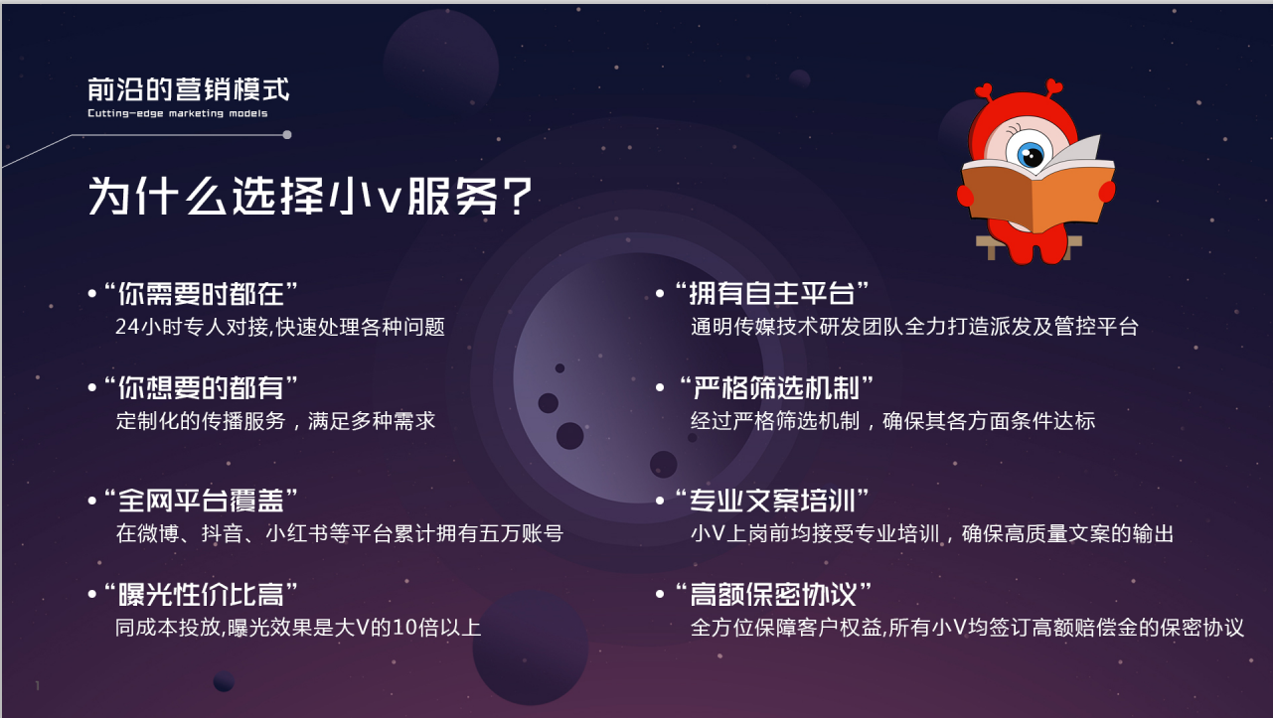 前沿的营销模式
Cutting-edge marketing models
为什么选择小v服务？
• “你需要时都在”
24小时专人对接,快速处理各种问题
• “你想要的都有”
定制化的传播服务，满足多种需求
• “全网平台覆盖”
在微博、抖音、小红书等平台累计拥有五万账号
• “曝光性价比高”
同成本投放,曝光效果是大V的10倍以上
• “拥有自主平台”
通明传媒技术研发团队全力打造派发及管控平台
• “严格筛选机制”
经过严格筛选机制，确保其各方面条件达标
• “专业文案培训”
小V上岗前均接受专业培训，确保高质量文案的输出
• “高额保密协议”
全方位保障客户权益,所有小V均签订高额赔偿金的保密协议
1